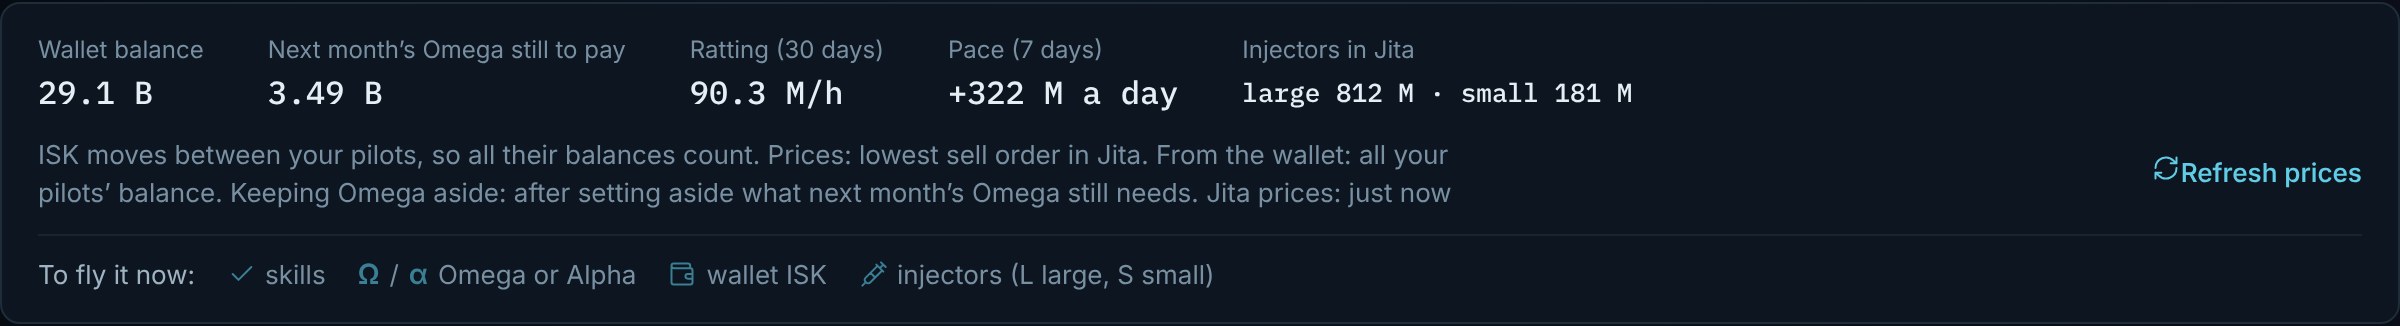 Wallet balance
29.1 B
Next month’s Omega still to pay
3.49 B
Ratting (30 days)
90.3 M/h
Pace (7 days)
+322 M a day
Injectors in Jita
large 812 M · small 181 M
ISK moves between your pilots, so all their balances count. Prices: lowest sell order in Jita. From the wallet: all your
pilots’ balance. Keeping Omega aside: after setting aside what next month’s Omega still needs. Jita prices: just now
Refresh prices
To fly it now: skills Ω / α Omega or Alpha wallet ISK injectors (L large, S small)